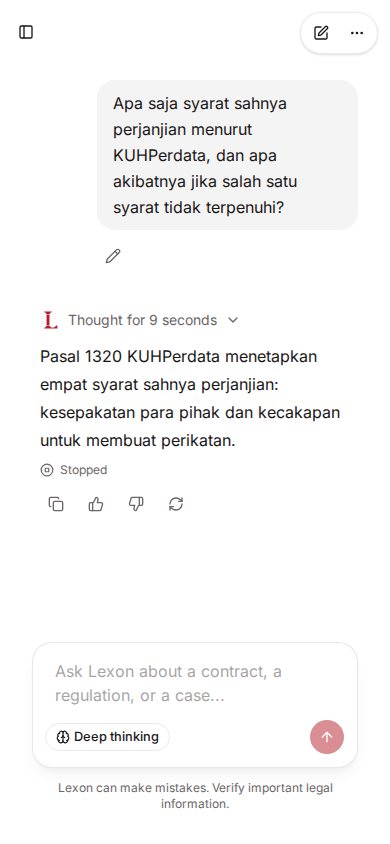 Apa saja syarat sahnya
perjanjian menurut
KUHPerdata, dan apa
akibatnya jika salah satu
syarat tidak terpenuhi?
L Thought for 9 seconds
Pasal 1320 KUHPerdata menetapkan
empat syarat sahnya perjanjian:
kesepakatan para pihak dan kecakapan
untuk membuat perikatan.
Stopped
Ask Lexon about a contract, a
regulation, or a case...
Deep thinking
Lexon can make mistakes. Verify important legal
information.